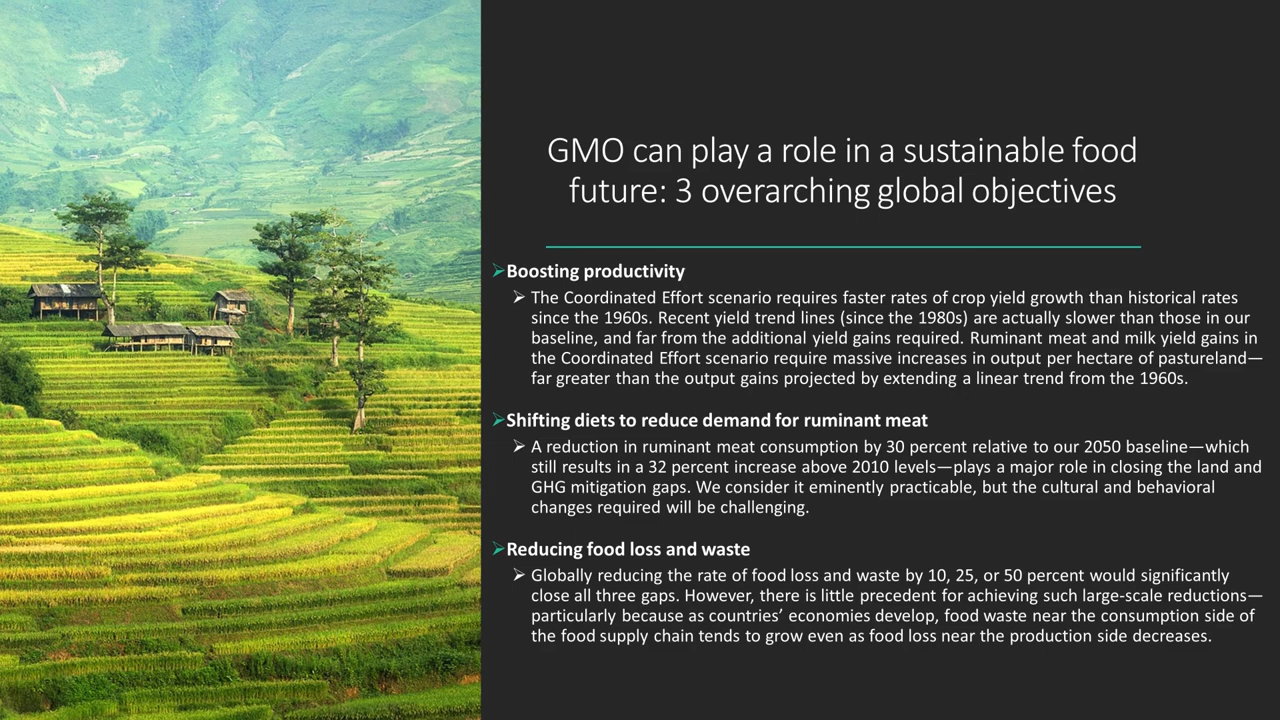 GMO can play a role in a sustainable food
future: 3 overarching global objectives
Boosting productivity
The Coordinated Effort scenario requires faster rates of crop yield growth than historical rates
since the 1960s. Recent yield trend lines (since the 1980s) are actually slower than those in our
baseline, and far from the additional yield gains required. Ruminant meat and milk yield gains in
the Coordinated Effort scenario require massive increases in output per hectare of pastureland—
far greater than the output gains projected by extending a linear trend from the 1960s.
Shifting diets to reduce demand for ruminant meat
A reduction in ruminant meat consumption by 30 percent relative to our 2050 baseline—which
still results in a 32 percent increase above 2010 levels—plays a major role in closing the land and
GHG mitigation gaps. We consider it eminently practicable, but the cultural and behavioral
changes required will be challenging.
Reducing food loss and waste
Globally reducing the rate of food loss and waste by 10, 25, or 50 percent would significantly
close all three gaps. However, there is little precedent for achieving such large-scale reductions—
particularly because as countries’ economies develop, food waste near the consumption side of
the food supply chain tends to grow even as food loss near the production side decreases.